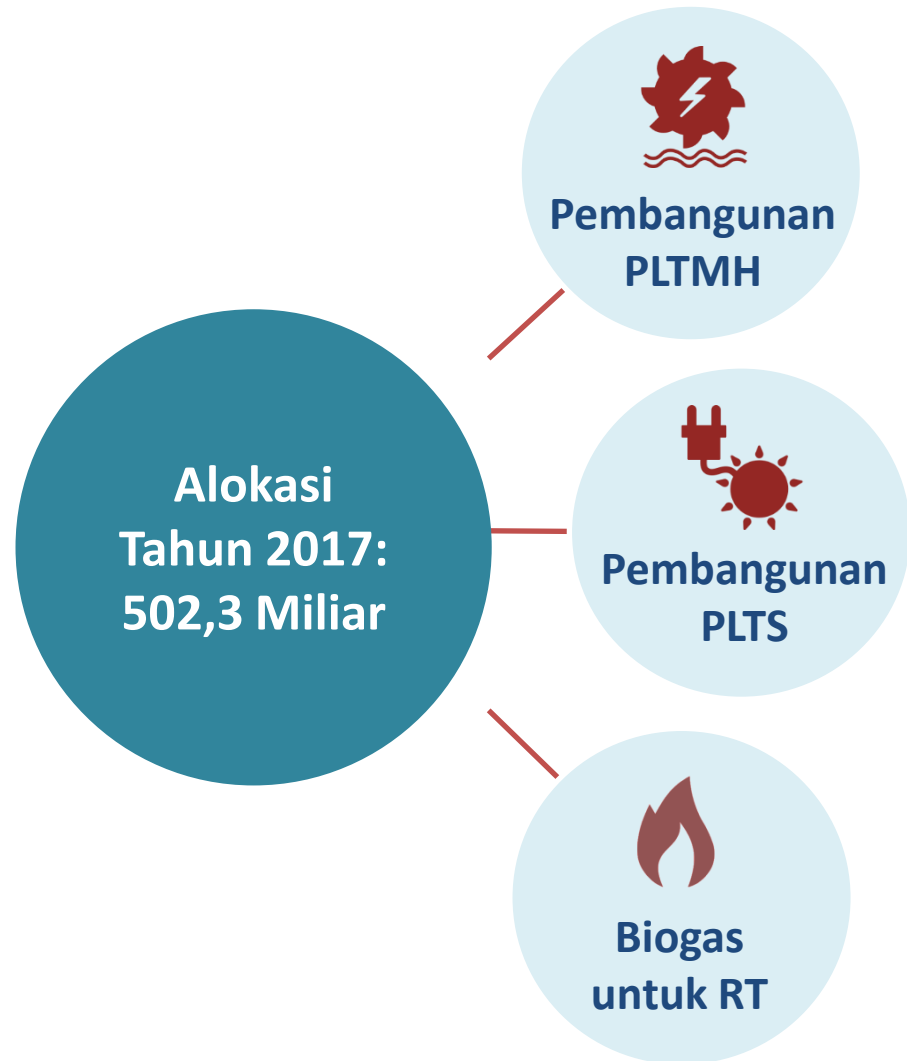 Pembangunan
PLTMH
Alokasi
Tahun 2017:
502,3 Miliar
Pembangunan
PLTS
Biogas
untuk RT